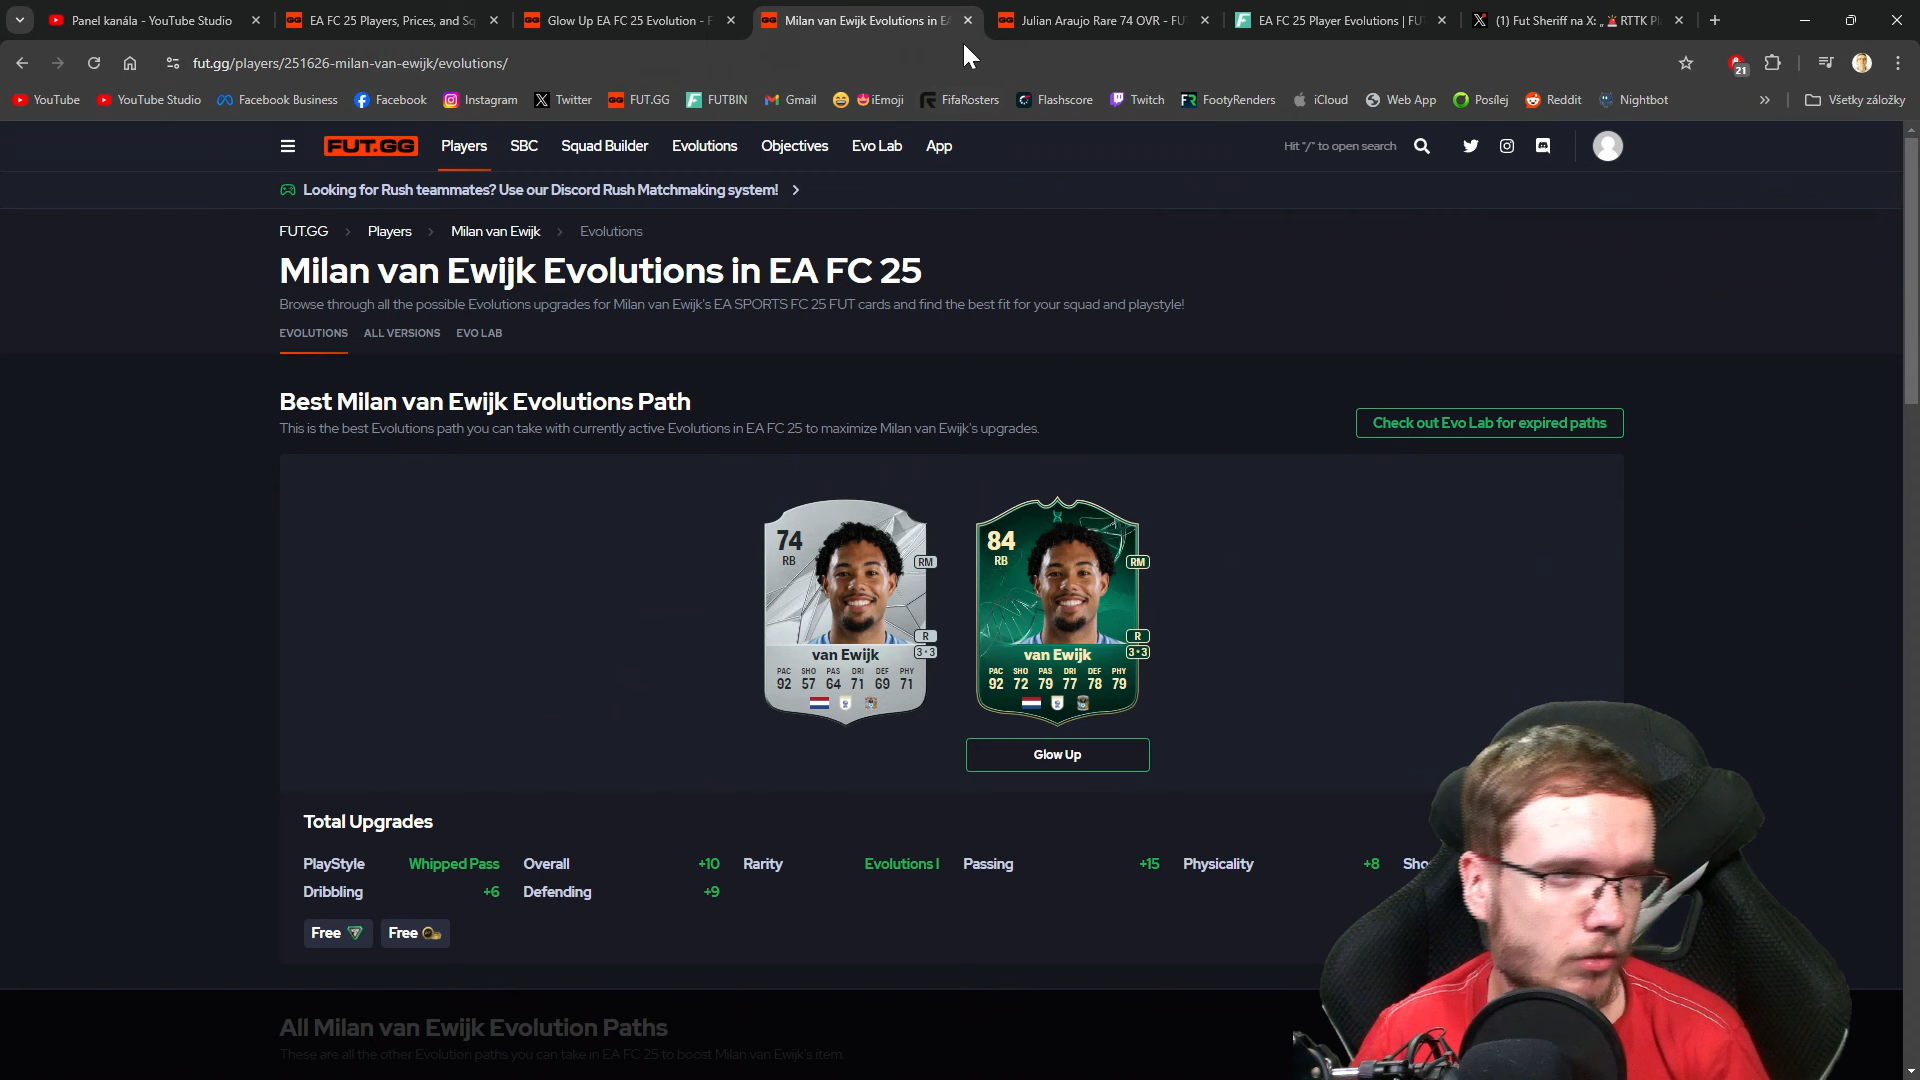 Panel kanála - YouTube Studio
EA FC 25 Players, Prices, and Sq
Glow Up EA FC 25 Evolution - F
Milan van Ewijk Evolutions in EA
Julian Araujo Rare 74 OVR - FU
EA FC 25 Player Evolutions | FU
(1) Fut Sheriff na X: „🚨RTTK Pl
fut.gg/players/251626-milan-van-ewijk/evolutions/
21
YouTube
YouTube Studio
Facebook Business
Facebook
Instagram
Twitter
FUT.GG
FUTBIN
Gmail
iEmoji
FifaRosters
Flashscore
Twitch
FootyRenders
iCloud
Web App
Posílej
Reddit
Nightbot
Všetky záložky
FUT.GG
Players
SBC
Squad Builder
Evolutions
Objectives
Evo Lab
App
Hit "/" to open search
Looking for Rush teammates? Use our Discord Rush Matchmaking system!
FUT.GG
Players
Milan van Ewijk
Evolutions
Milan van Ewijk Evolutions in EA FC 25
Browse through all the possible Evolutions upgrades for Milan van Ewijk's EA SPORTS FC 25 FUT cards and find the best fit for your squad and playstyle!
EVOLUTIONS
ALL VERSIONS
EVO LAB
Best Milan van Ewijk Evolutions Path
This is the best Evolutions path you can take with currently active Evolutions in EA FC 25 to maximize Milan van Ewijk's upgrades.
Check out Evo Lab for expired paths
74
RB
RM
R
3 · 3
van Ewijk
PAC SHO PAS DRI DEF PHY
92 57 64 71 69 71
84
RB
RM
R
3 · 3
van Ewijk
PAC SHO PAS DRI DEF PHY
92 72 79 77 78 79
Glow Up
Total Upgrades
PlayStyle Whipped Pass Overall +10 Rarity Evolutions I Passing +15 Physicality +8 Sho
Dribbling +6 Defending +9
Free
Free
All Milan van Ewijk Evolution Paths
These are all the other Evolution paths you can take in EA FC 25 to boost Milan van Ewijk's item.